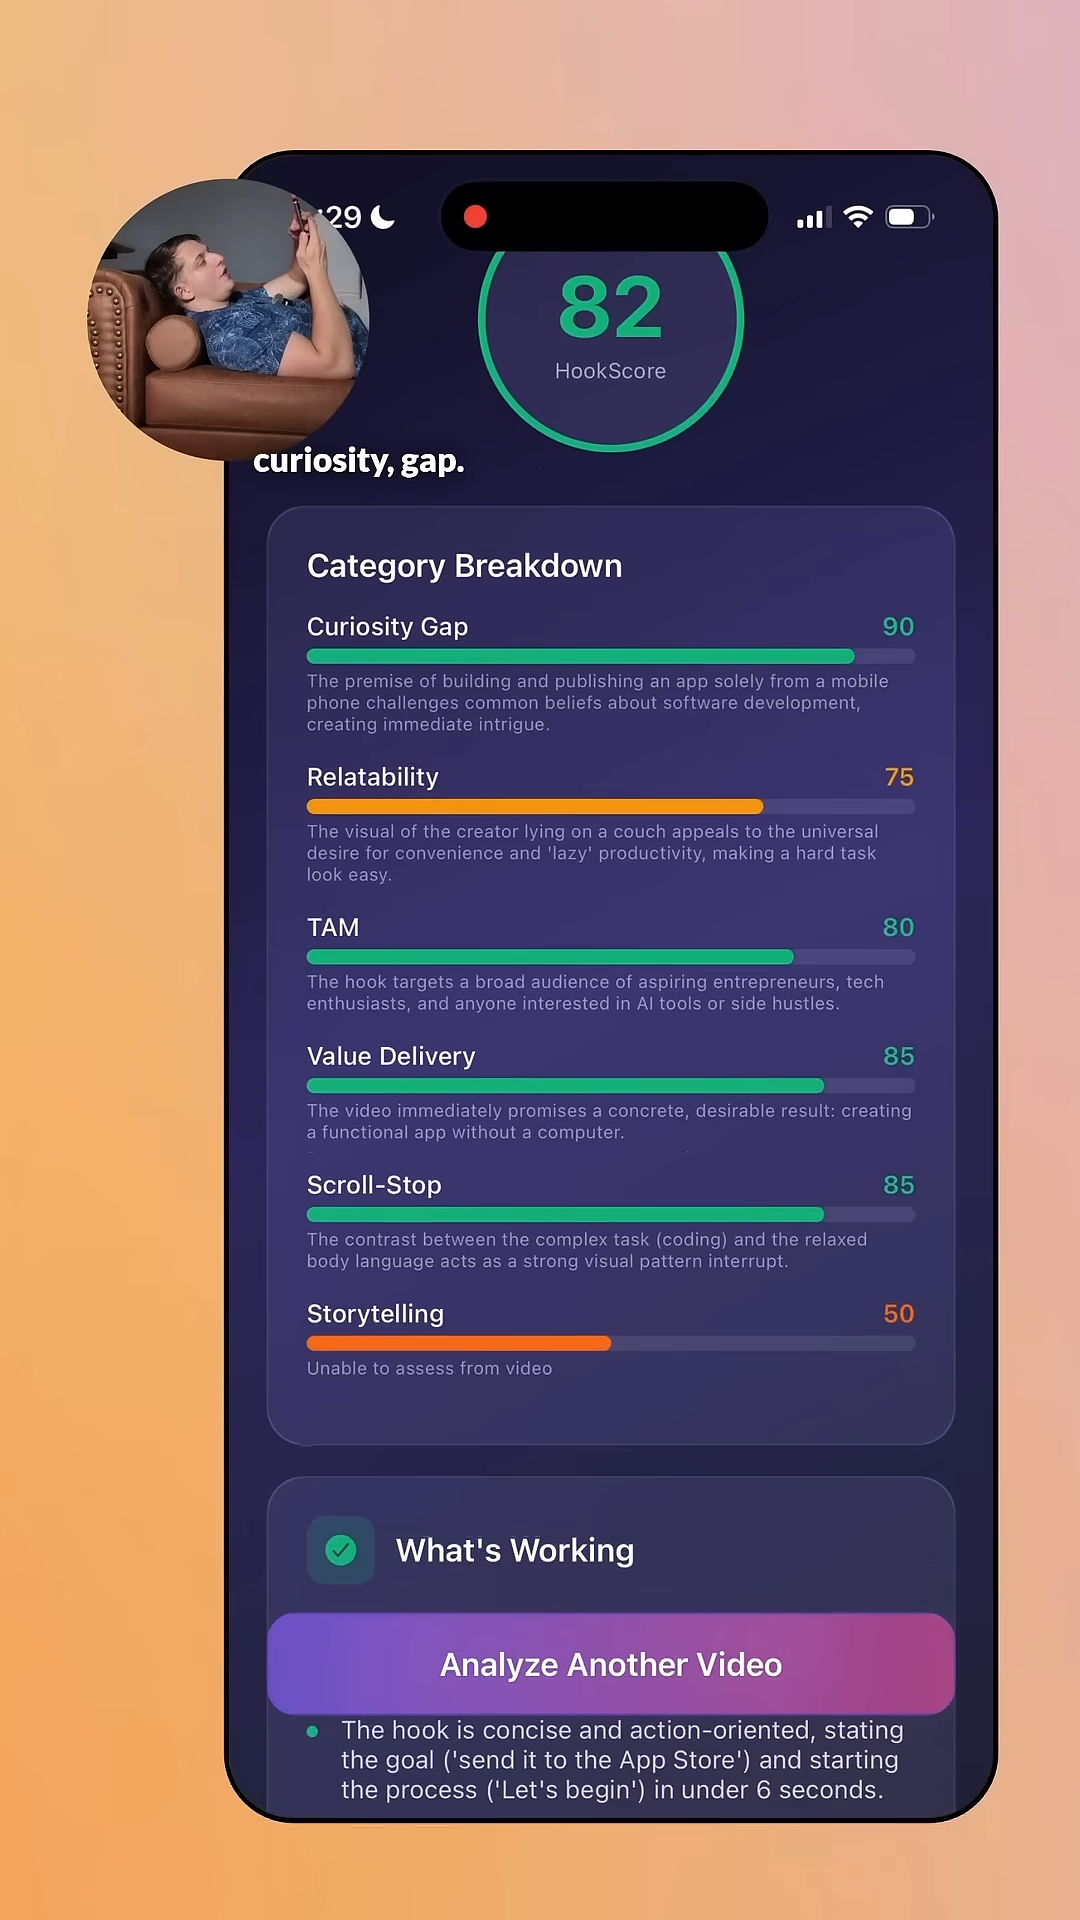 :29
82
HookScore
curiosity, gap.
Category Breakdown
Curiosity Gap 90
The premise of building and publishing an app solely from a mobile
phone challenges common beliefs about software development,
creating immediate intrigue.
Relatability 75
The visual of the creator lying on a couch appeals to the universal
desire for convenience and 'lazy' productivity, making a hard task
look easy.
TAM 80
The hook targets a broad audience of aspiring entrepreneurs, tech
enthusiasts, and anyone interested in AI tools or side hustles.
Value Delivery 85
The video immediately promises a concrete, desirable result: creating
a functional app without a computer.
Scroll-Stop 85
The contrast between the complex task (coding) and the relaxed
body language acts as a strong visual pattern interrupt.
Storytelling 50
Unable to assess from video
What's Working
Analyze Another Video
The hook is concise and action-oriented, stating
the goal ('send it to the App Store') and starting
the process ('Let's begin') in under 6 seconds.